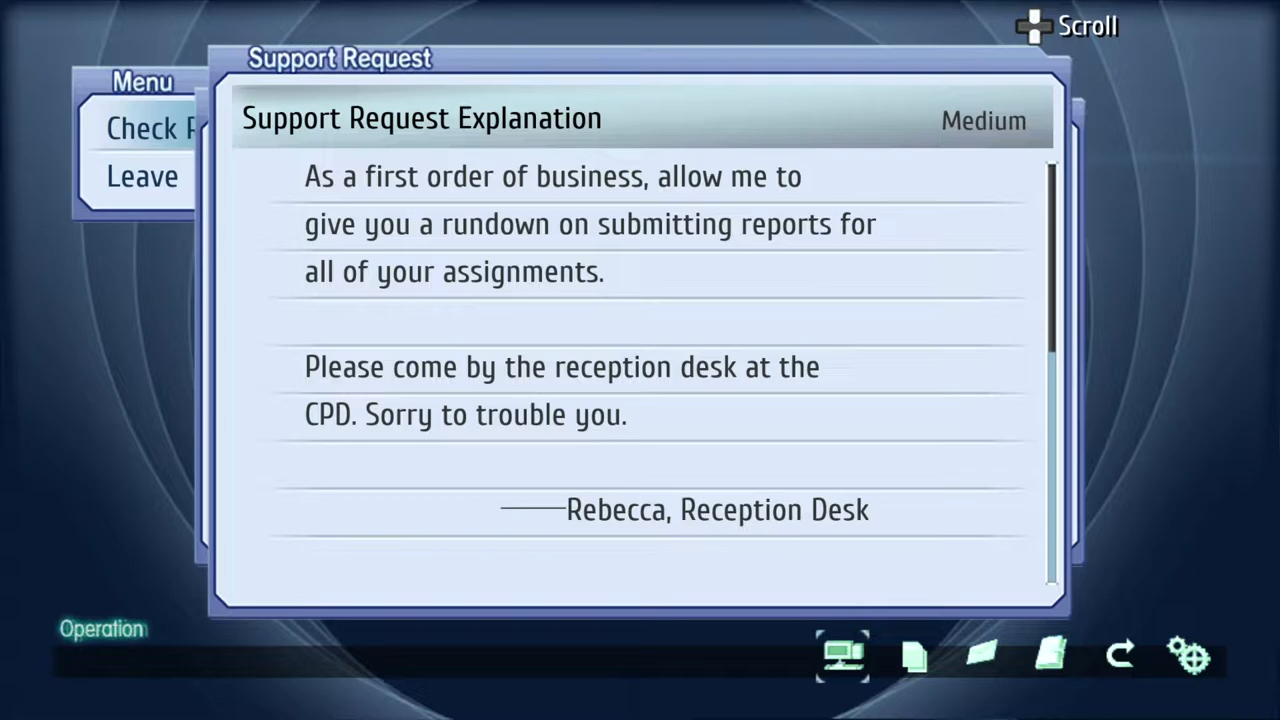 Scroll
Support Request
Menu
Support Request Explanation
Medium
Check
Leave
As a first order of business, allow me to
give you a rundown on submitting reports for
all of your assignments.
Please come by the reception desk at the
CPD. Sorry to trouble you.
——Rebecca, Reception Desk
Operation